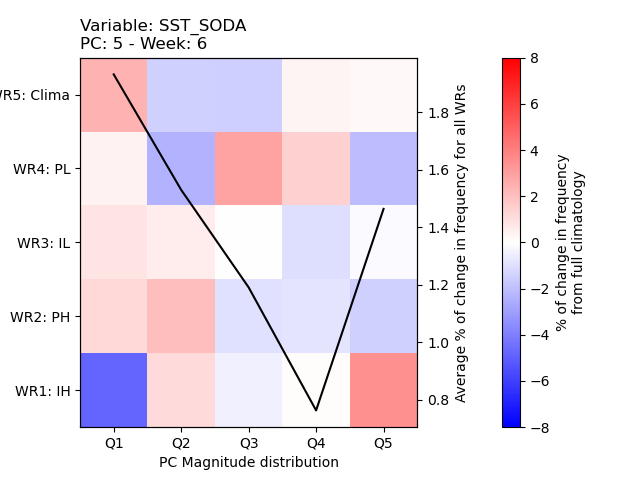 Variable: SST_SODA
PC: 5 - Week: 6
WR5: Clima
WR4: PL
WR3: IL
WR2: PH
WR1: IH
Q1 Q2 Q3 Q4 Q5
PC Magnitude distribution
1.8
1.6
1.4
1.2
1.0
0.8
Average % of change in frequency for all WRs
8
6
4
2
0
−2
−4
−6
−8
% of change in frequency
from full climatology